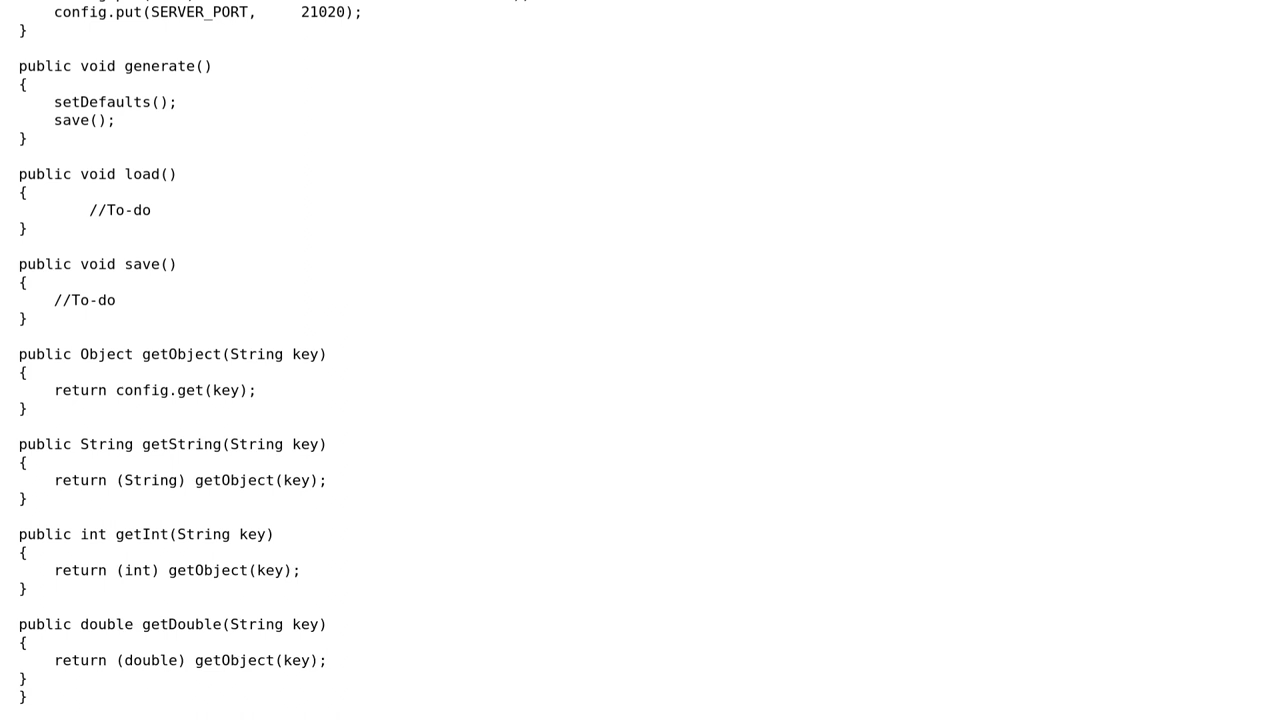 config.put(SERVER_PORT,     21020);
}
public void generate()
{
    setDefaults();
    save();
}
public void load()
{
        //To-do
}
public void save()
{
    //To-do
}
public Object getObject(String key)
{
    return config.get(key);
}
public String getString(String key)
{
    return (String) getObject(key);
}
public int getInt(String key)
{
    return (int) getObject(key);
}
public double getDouble(String key)
{
    return (double) getObject(key);
}
}